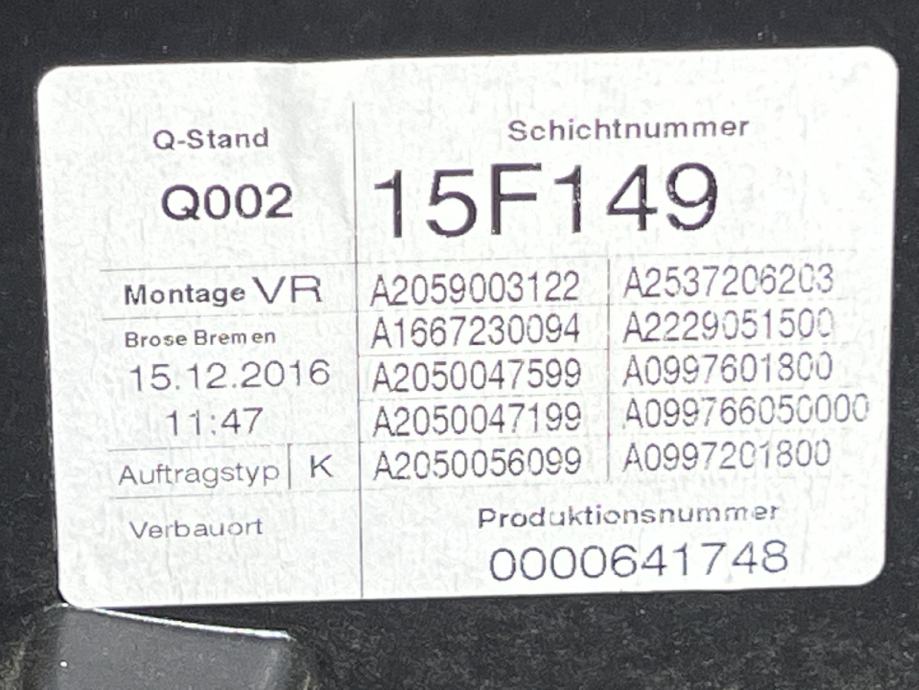 Q-Stand
Q002
Schichtnummer
15F149
Montage VR
Brose Bremen
15.12.2016
11:47
Auftragstyp K
Verbauort
A2059003122 A2537206203
A1667230094 A2229051500
A2050047599 A0997601800
A2050047199 A099766050000
A2050056099 A0997201800
Produktionsnummer
0000641748